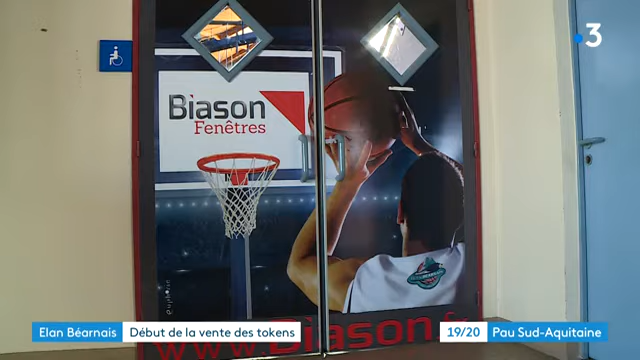 3
Biason
Fenêtres
euphorie
www.Biason.fr
Elan Béarnais
Début de la vente des tokens
19/20
Pau Sud-Aquitaine